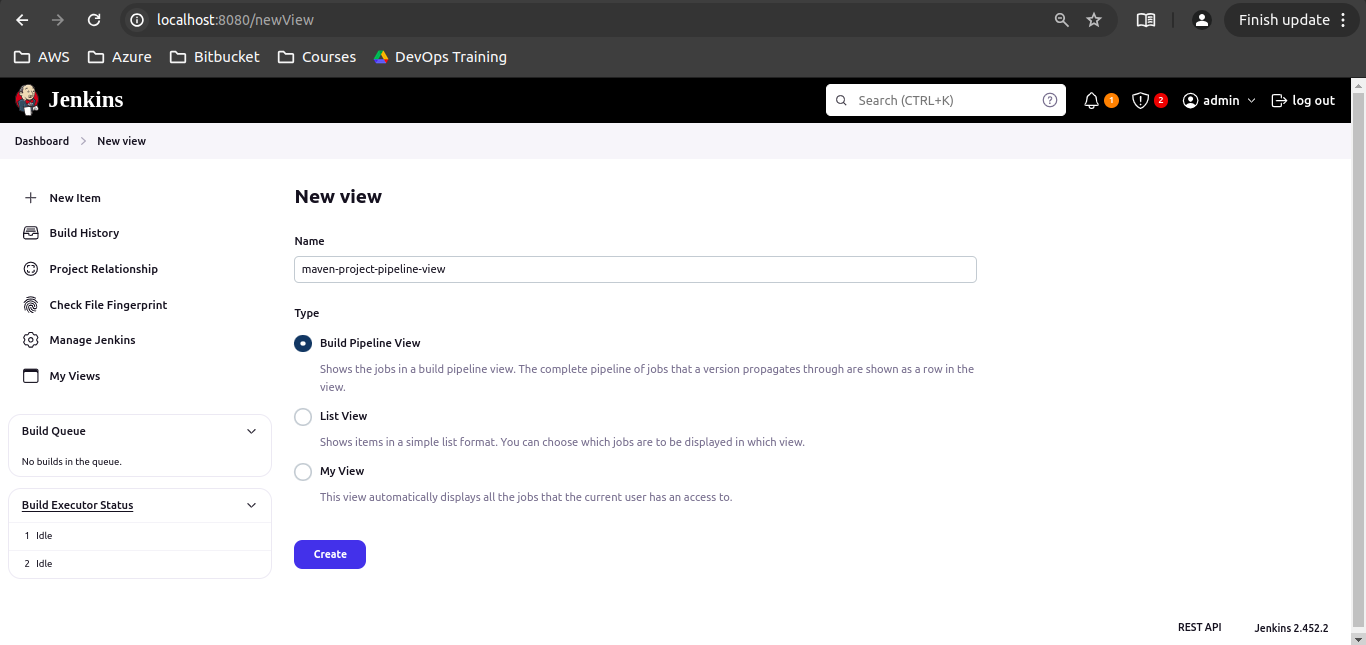 localhost:8080/newView
Finish update
AWS
Azure
Bitbucket
Courses
DevOps Training
Jenkins
Search (CTRL+K)
?
1
2
admin
log out
Dashboard
New view
New Item
Build History
Project Relationship
Check File Fingerprint
Manage Jenkins
My Views
Build Queue
No builds in the queue.
Build Executor Status
1 Idle
2 Idle
New view
Name
maven-project-pipeline-view
Type
Build Pipeline View
Shows the jobs in a build pipeline view. The complete pipeline of jobs that a version propagates through are shown as a row in the
view.
List View
Shows items in a simple list format. You can choose which jobs are to be displayed in which view.
My View
This view automatically displays all the jobs that the current user has an access to.
Create
REST API
Jenkins 2.452.2